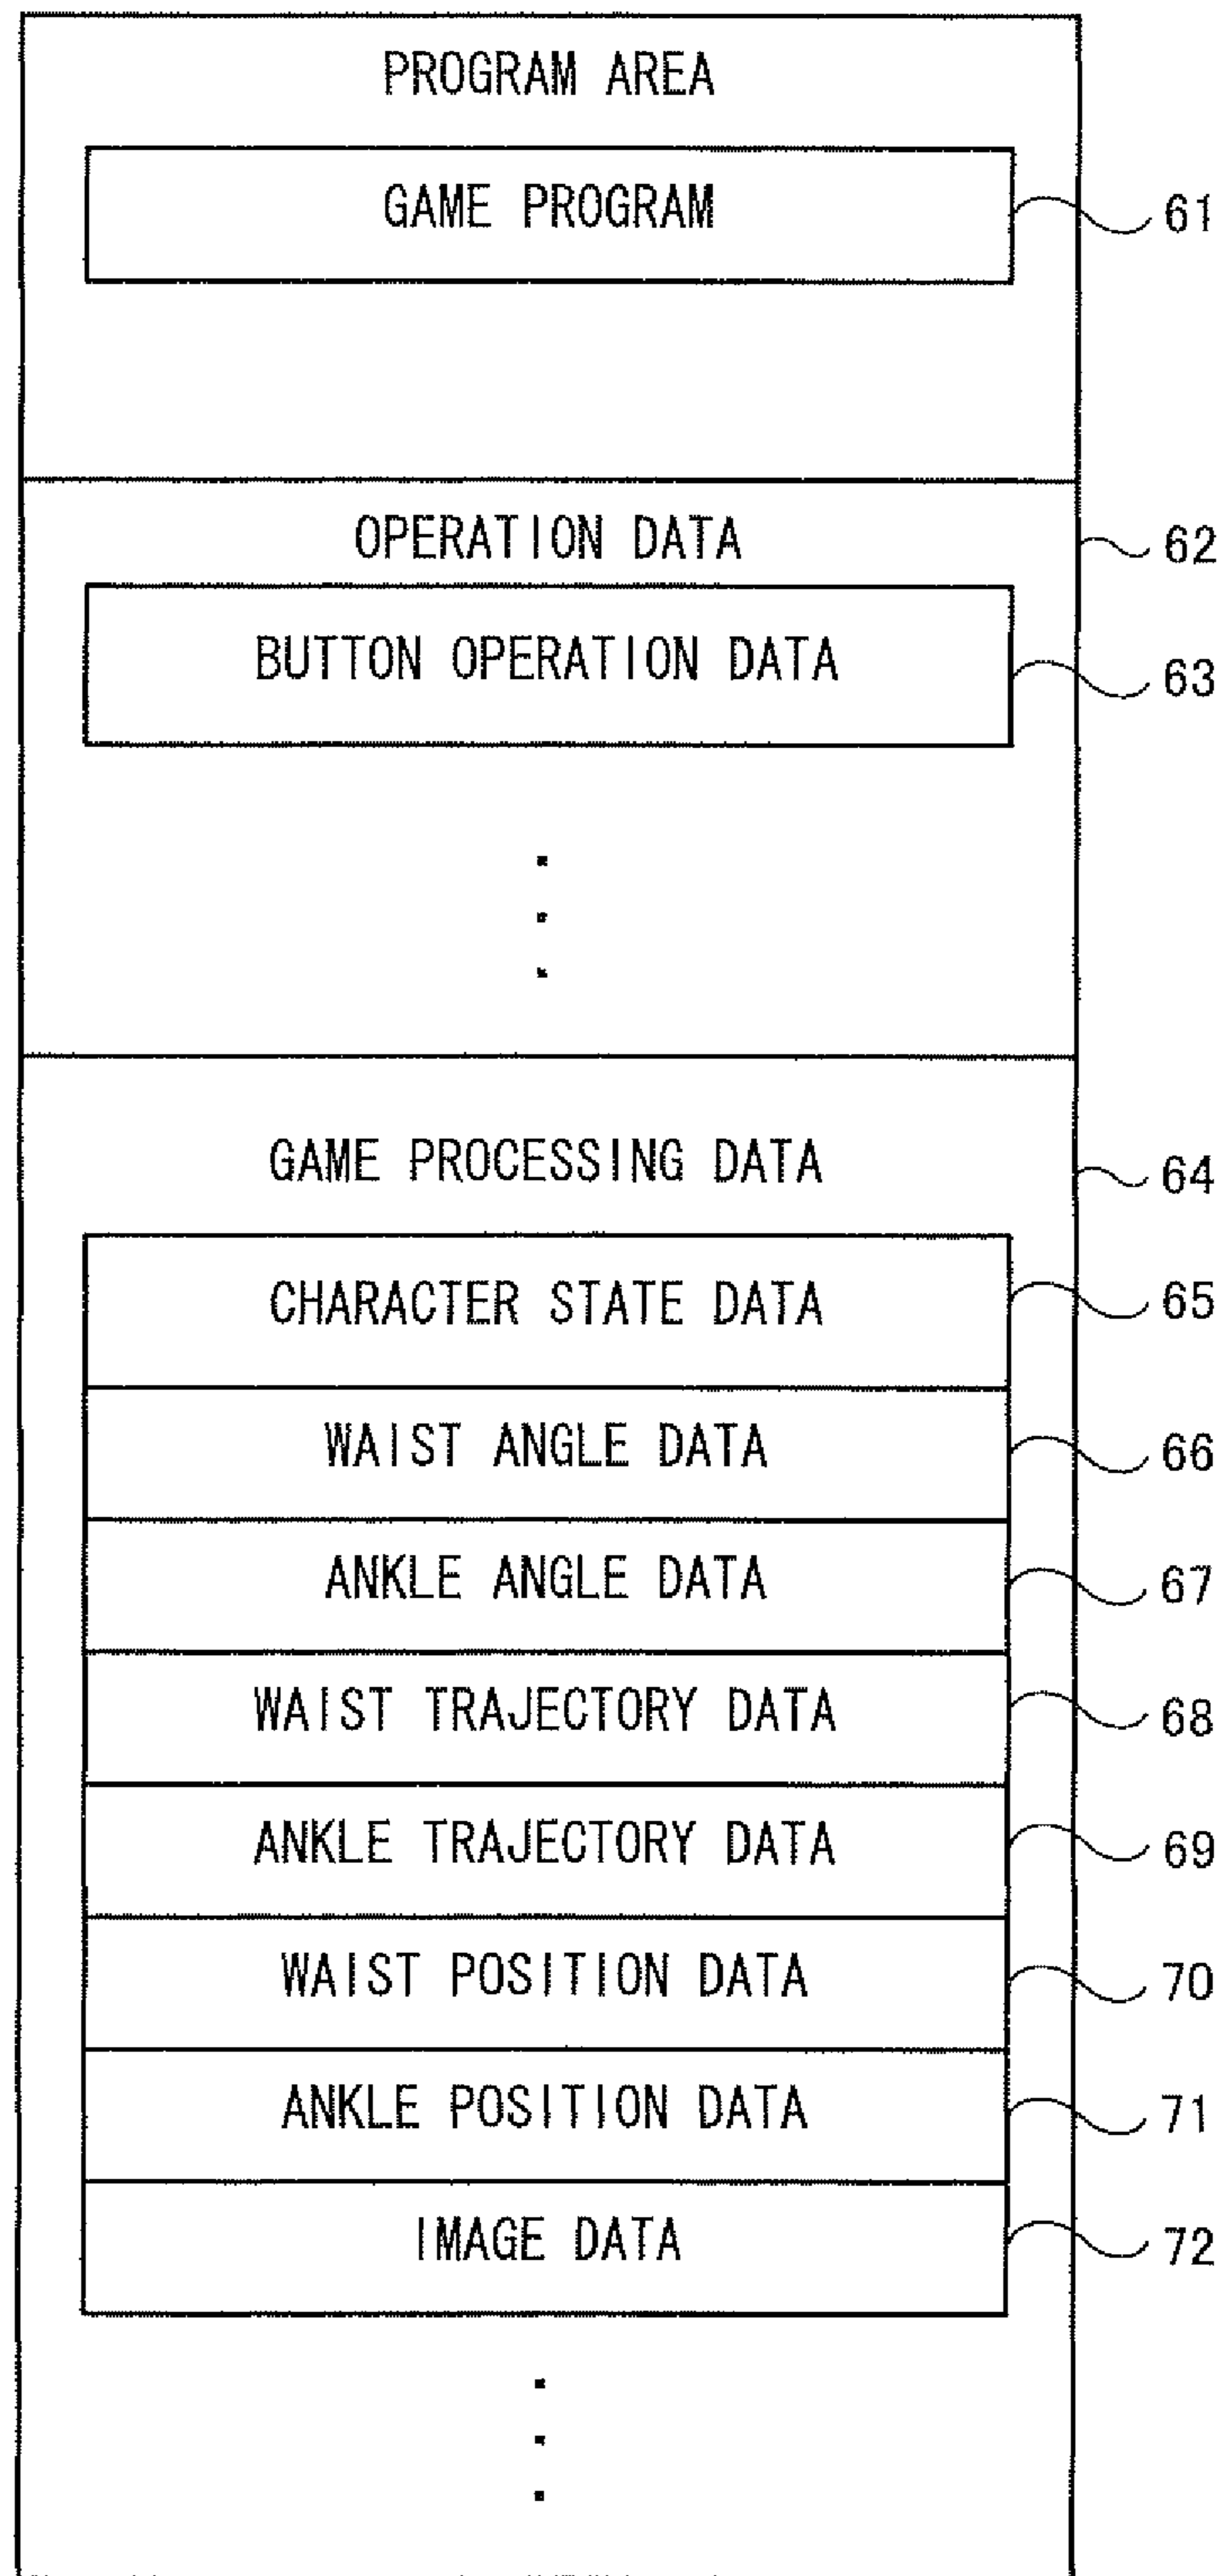 PROGRAM AREA
GAME PROGRAM 61
OPERATION DATA 62
BUTTON OPERATION DATA 63
GAME PROCESSING DATA 64
CHARACTER STATE DATA 65
WAIST ANGLE DATA 66
ANKLE ANGLE DATA 67
WAIST TRAJECTORY DATA 68
ANKLE TRAJECTORY DATA 69
WAIST POSITION DATA 70
ANKLE POSITION DATA 71
IMAGE DATA 72